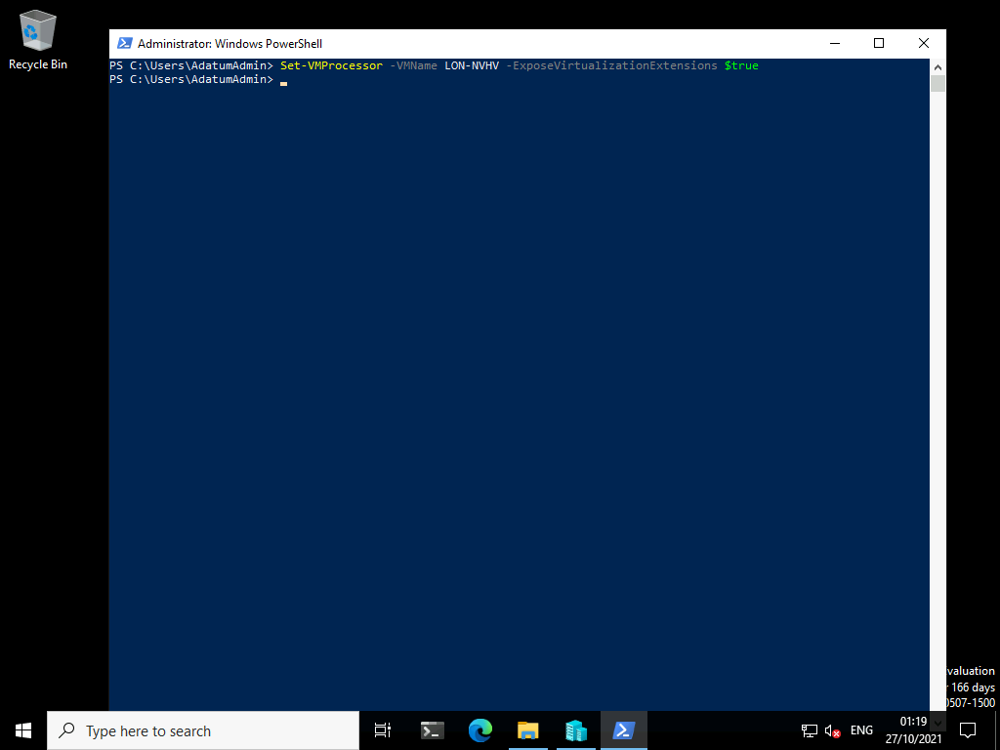 Recycle Bin
Administrator: Windows PowerShell
PS C:\Users\AdatumAdmin> Set-VMProcessor -VMName LON-NVHV -ExposeVirtualizationExtensions $true
PS C:\Users\AdatumAdmin>
valuation
166 days
0507-1500
Type here to search
ENG
01:19
27/10/2021